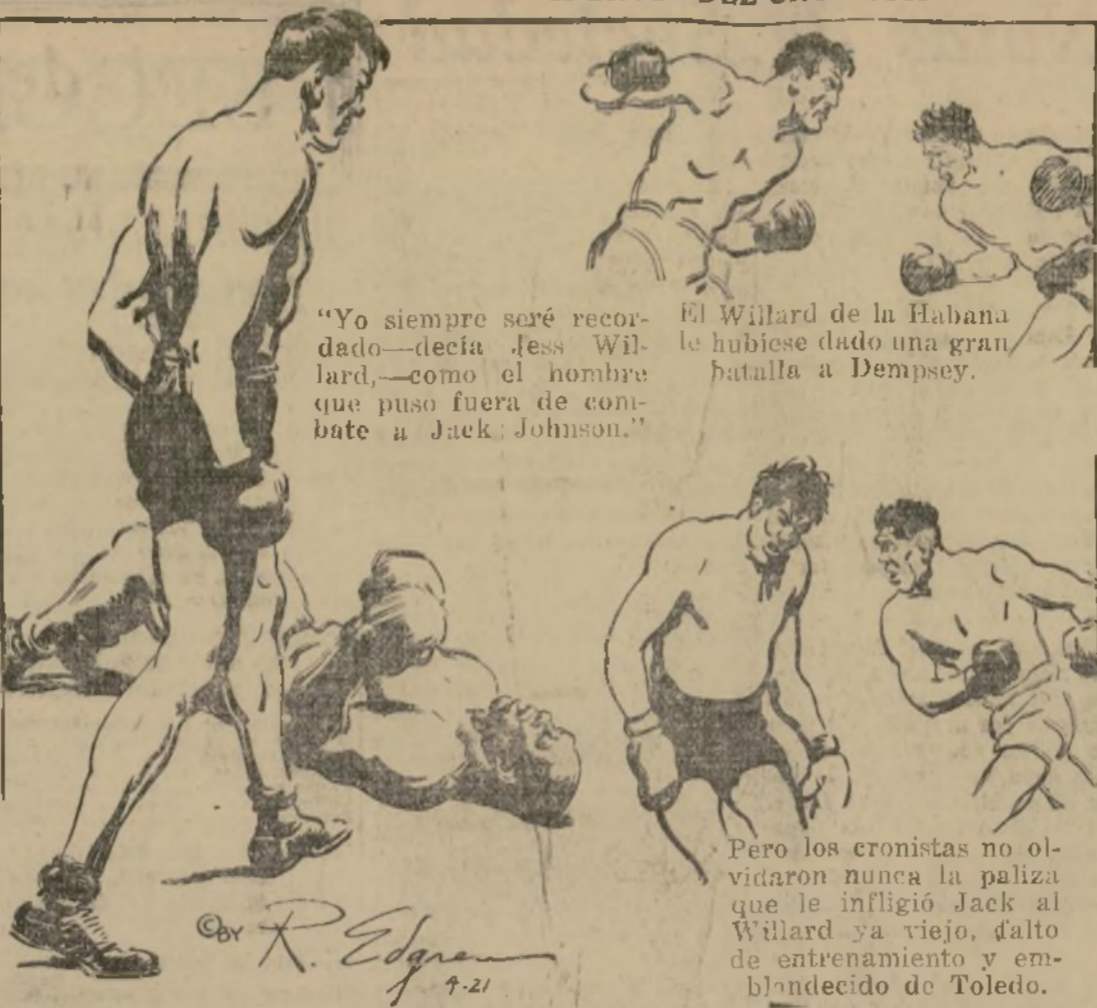 "Yo siempre seré recor-
dado—decía Jess Wil-
lard,—como el hombre
que puso fuera de com-
bate a Jack Johnson."
El Willard de la Habana
le hubiese dado una gran
batalla a Dempsey.
Pero los cronistas no ol-
vidaron nunca la paliza
que le infligió Jack al
Willard ya viejo, falto
de entrenamiento y em-
blandecido de Toledo.
©BY R. Edgren
4-21